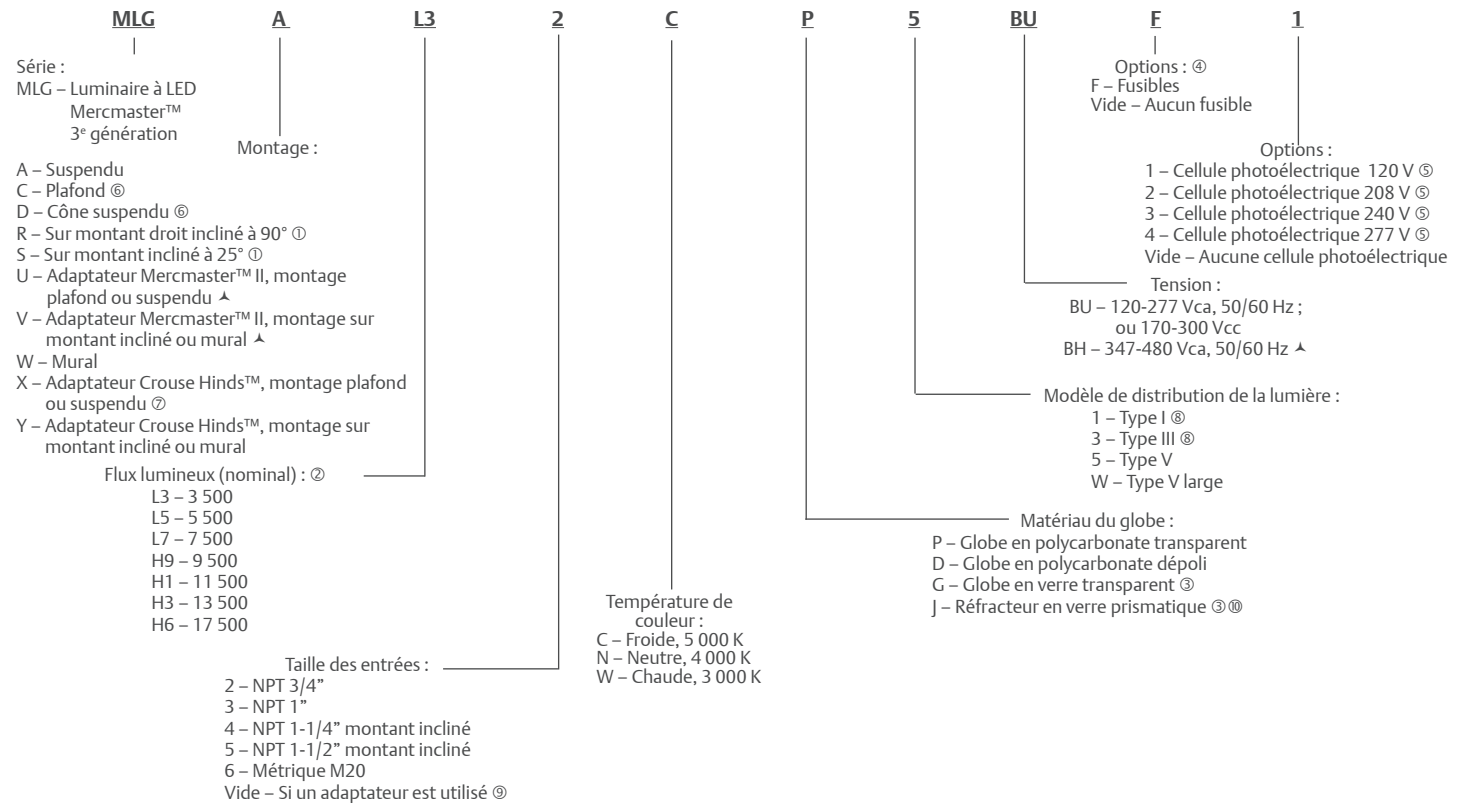 MLG A L3 2 C P 5 BU F 1
Série :
MLG – Luminaire à LED
Mercmaster™
3e génération
Montage :
A – Suspendu
C – Plafond ⑥
D – Cône suspendu ⑥
R – Sur montant droit incliné à 90° ①
S – Sur montant incliné à 25° ①
U – Adaptateur Mercmaster™ II, montage
plafond ou suspendu ⅄
V – Adaptateur Mercmaster™ II, montage sur
montant incliné ou mural ⅄
W – Mural
X – Adaptateur Crouse Hinds™, montage plafond
ou suspendu ⑦
Y – Adaptateur Crouse Hinds™, montage sur
montant incliné ou mural
Flux lumineux (nominal) : ②
L3 – 3 500
L5 – 5 500
L7 – 7 500
H9 – 9 500
H1 – 11 500
H3 – 13 500
H6 – 17 500
Taille des entrées :
2 – NPT 3/4”
3 – NPT 1”
4 – NPT 1-1/4” montant incliné
5 – NPT 1-1/2” montant incliné
6 – Métrique M20
Vide – Si un adaptateur est utilisé ⑨
Température de
couleur :
C – Froide, 5 000 K
N – Neutre, 4 000 K
W – Chaude, 3 000 K
Matériau du globe :
P – Globe en polycarbonate transparent
D – Globe en polycarbonate dépoli
G – Globe en verre transparent ③
J – Réfracteur en verre prismatique ③⑩
Modèle de distribution de la lumière :
1 – Type I ⑧
3 – Type III ⑧
5 – Type V
W – Type V large
Tension :
BU – 120-277 Vca, 50/60 Hz ;
ou 170-300 Vcc
BH – 347-480 Vca, 50/60 Hz ⅄
Options : ④
F – Fusibles
Vide – Aucun fusible
Options :
1 – Cellule photoélectrique 120 V ⑤
2 – Cellule photoélectrique 208 V ⑤
3 – Cellule photoélectrique 240 V ⑤
4 – Cellule photoélectrique 277 V ⑤
Vide – Aucune cellule photoélectrique